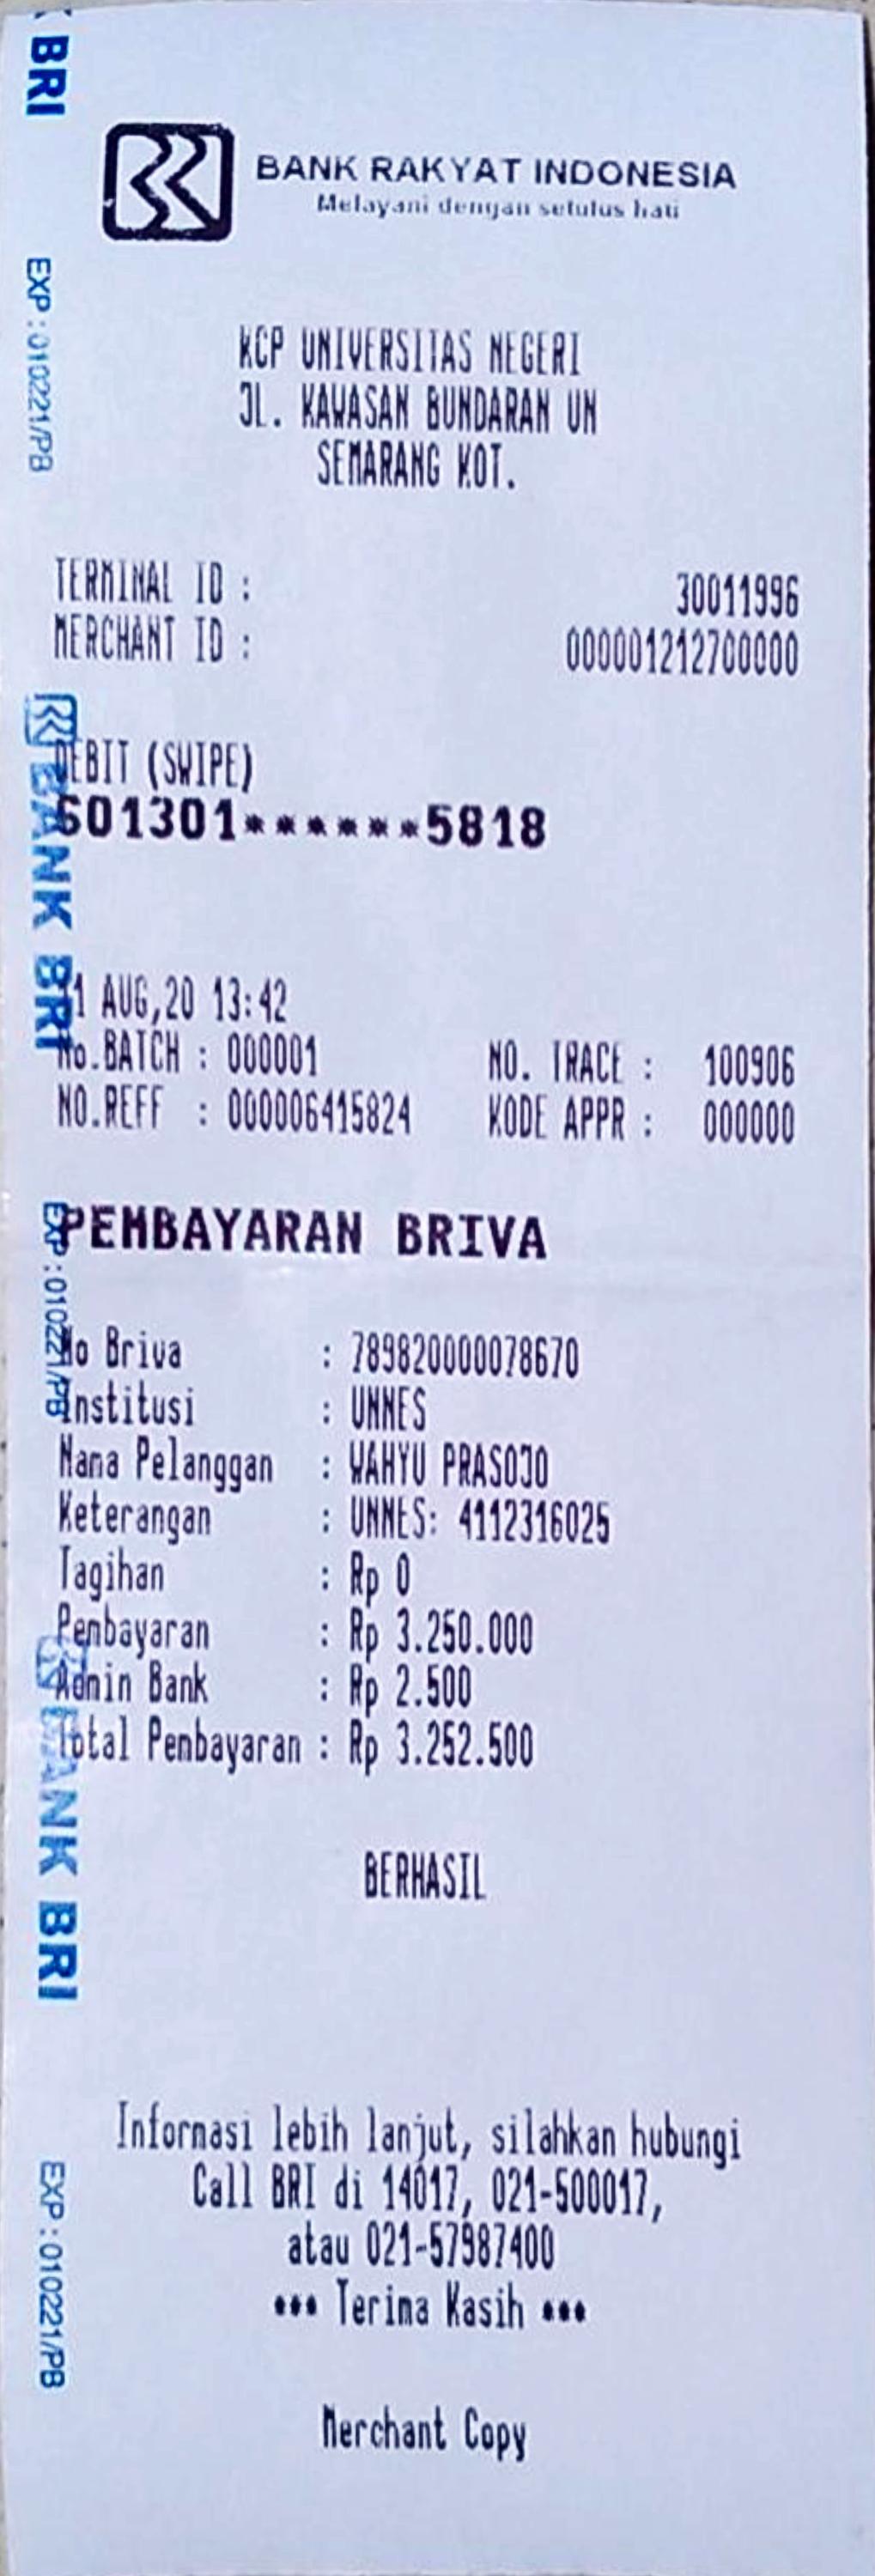 BRI
BANK RAKYAT INDONESIA
Melayani dengan setulus hati
EXP:010221/PB
KCP UNIVERSITAS NEGERI
JL. KAWASAN BUNDARAN UN
SEMARANG KOT.
TERMINAL ID : 30011996
MERCHANT ID : 000001212700000
DEBIT (SWIPE)
601301******5818
BANK BRI
AUG,20 13:42
No.BATCH : 000001 NO. TRACE : 100906
NO.REFF : 000006415824 KODE APPR : 000000
PEMBAYARAN BRIVA
EXP:010221/PB
No Briva : 789820000078670
Institusi : UNNES
Nama Pelanggan : WAHYU PRASOJO
Keterangan : UNNES: 4112316025
Tagihan : Rp 0
Pembayaran : Rp 3.250.000
Admin Bank : Rp 2.500
Total Pembayaran : Rp 3.252.500
BANK BRI
BERHASIL
Informasi lebih lanjut, silahkan hubungi
Call BRI di 14017, 021-500017,
atau 021-57987400
*** Terima Kasih ***
EXP:010221/PB
Merchant Copy